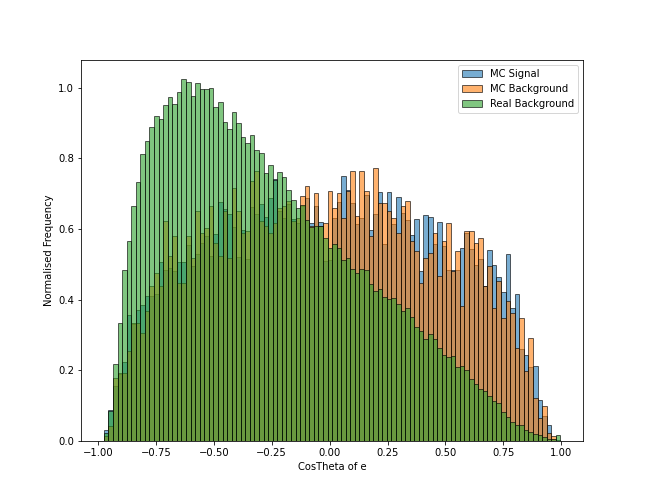 MC Signal
MC Background
Real Background
Normalised Frequency
1.0
0.8
0.6
0.4
0.2
0.0
−1.00 −0.75 −0.50 −0.25 0.00 0.25 0.50 0.75 1.00
CosTheta of e